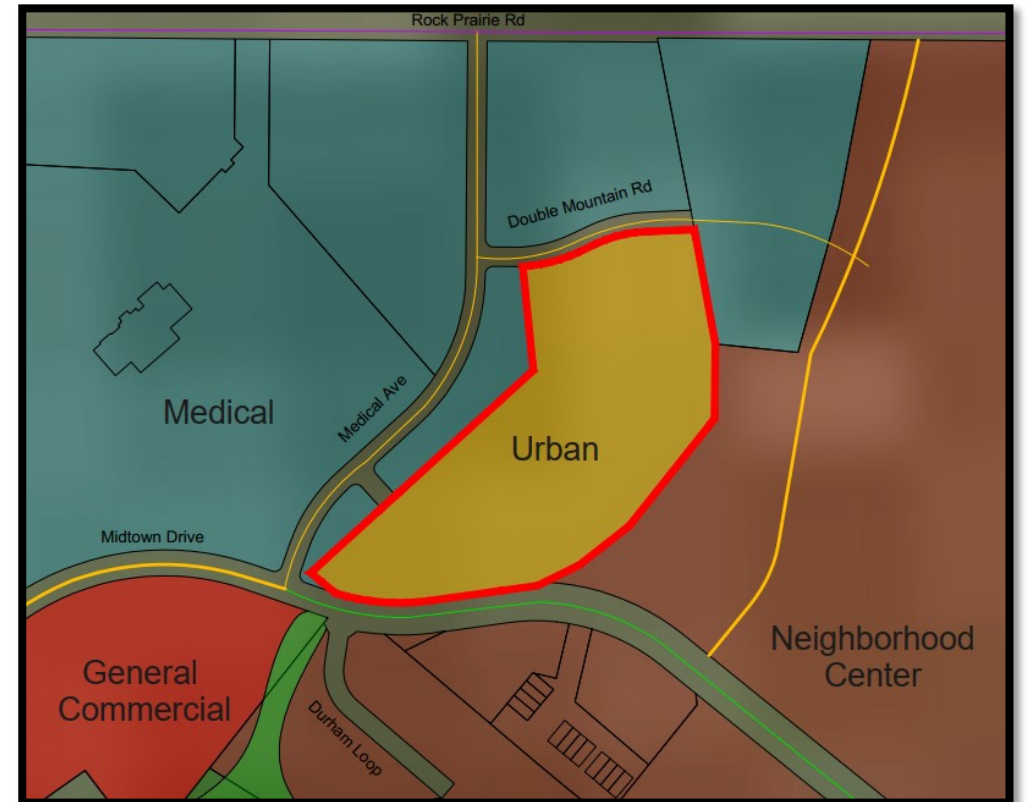 Rock Prairie Rd
Double Mountain Rd
Medical
Medical Ave
Urban
Midtown Drive
Neighborhood
Center
General
Commercial
Durham Loop